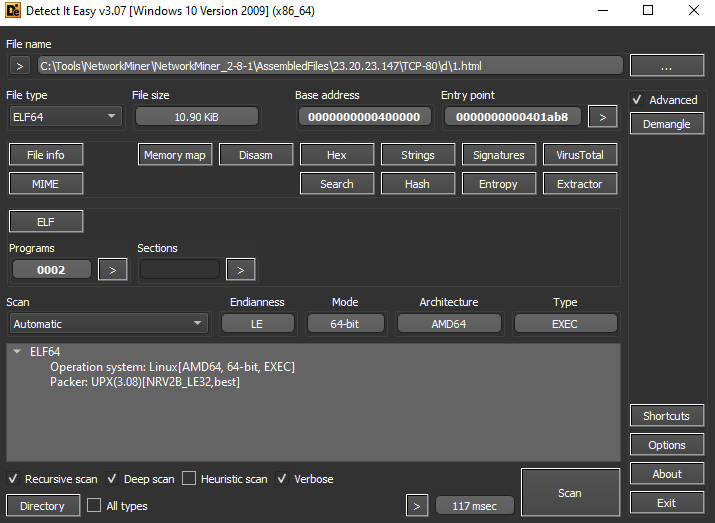 Detect It Easy v3.07 [Windows 10 Version 2009] (x86_64)
File name
> C:\Tools\NetworkMiner\NetworkMiner_2-8-1\AssembledFiles\23.20.23.147\TCP-80\d\1.html ...
File type File size Base address Entry point Advanced
ELF64 10.90 KiB 0000000000400000 0000000000401ab8 > Demangle
File info Memory map Disasm Hex Strings Signatures VirusTotal
MIME Search Hash Entropy Extractor
ELF
Programs Sections
0002 > >
Scan Endianness Mode Architecture Type
Automatic LE 64-bit AMD64 EXEC
ELF64
Operation system: Linux[AMD64, 64-bit, EXEC]
Packer: UPX(3.08)[NRV2B_LE32,best]
Shortcuts
Options
Recursive scan Deep scan Heuristic scan Verbose Scan About
Directory All types > 117 msec Exit